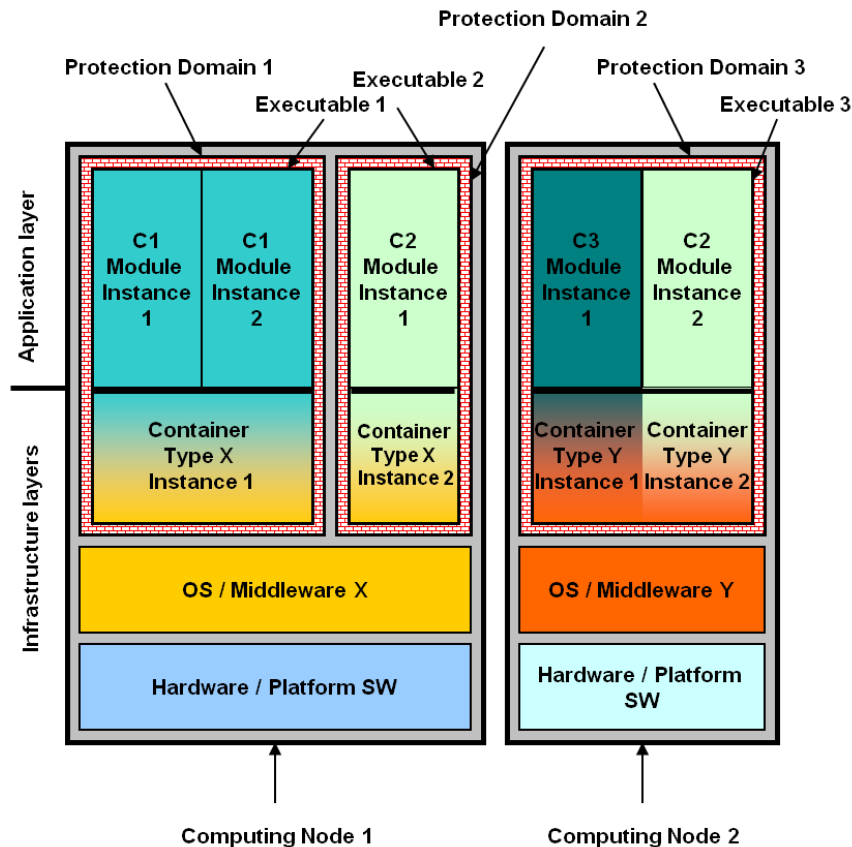 Protection Domain 2
Protection Domain 1
Protection Domain 3
Executable 2
Executable 1
Executable 3
Application layer
C1
Module
Instance
1
C1
Module
Instance
2
C2
Module
Instance
1
C3
Module
Instance
1
C2
Module
Instance
2
Infrastructure layers
Container
Type X
Instance 1
Container
Type X
Instance 2
Container
Type Y
Instance 1
Container
Type Y
Instance 2
OS / Middleware X
OS / Middleware Y
Hardware / Platform SW
Hardware / Platform
SW
Computing Node 1
Computing Node 2